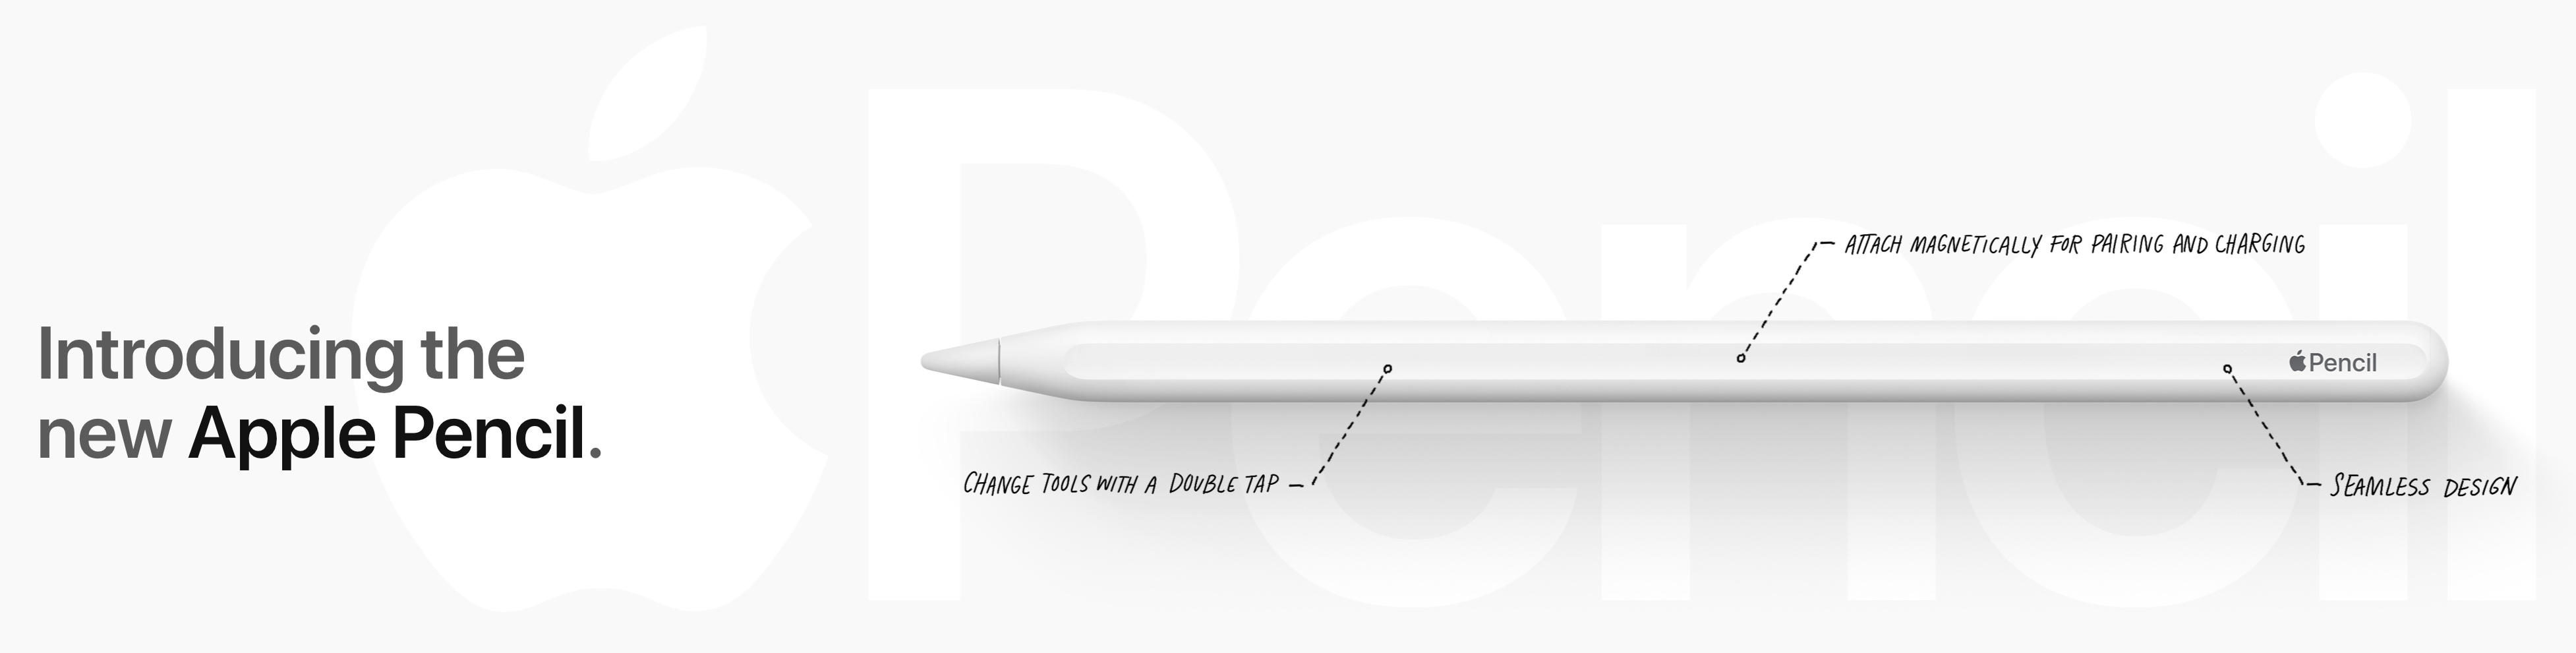 Introducing the
new Apple Pencil.
ATTACH MAGNETICALLY FOR PAIRING AND CHARGING
Pencil
CHANGE TOOLS WITH A DOUBLE TAP
SEAMLESS DESIGN
Pencil